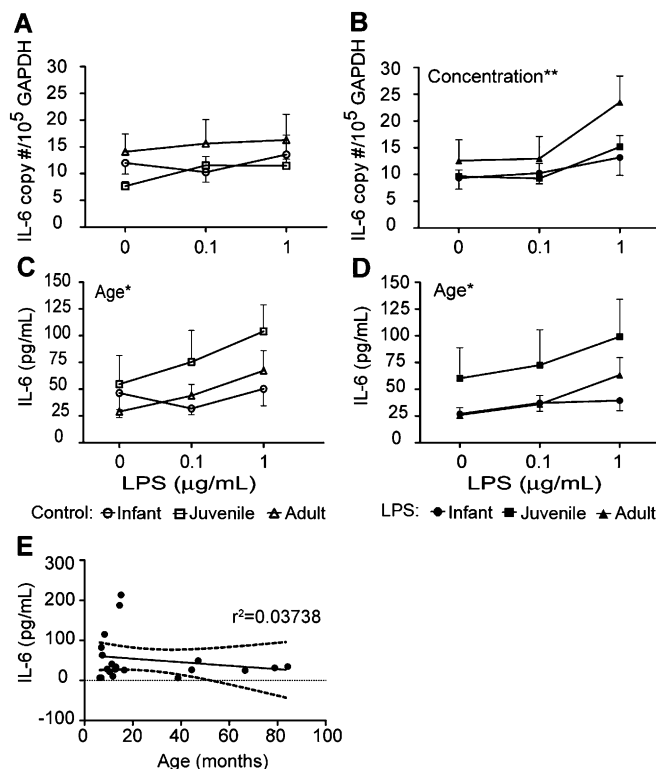 A
IL-6 copy #/10⁵ GAPDH
30
25
20
15
10
5
0
0 0.1 1
B
Concentration**
IL-6 copy #/10⁵ GAPDH
30
25
20
15
10
5
0
0 0.1 1
C
Age*
IL-6 (pg/mL)
150
125
100
75
50
25
0
0 0.1 1
LPS (µg/mL)
Control: Infant Juvenile Adult
D
Age*
IL-6 (pg/mL)
150
125
100
75
50
25
0
0 0.1 1
LPS (µg/mL)
LPS: Infant Juvenile Adult
E
IL-6 (pg/mL)
300
200
100
0
-100
r²=0.03738
0 20 40 60 80 100
Age (months)